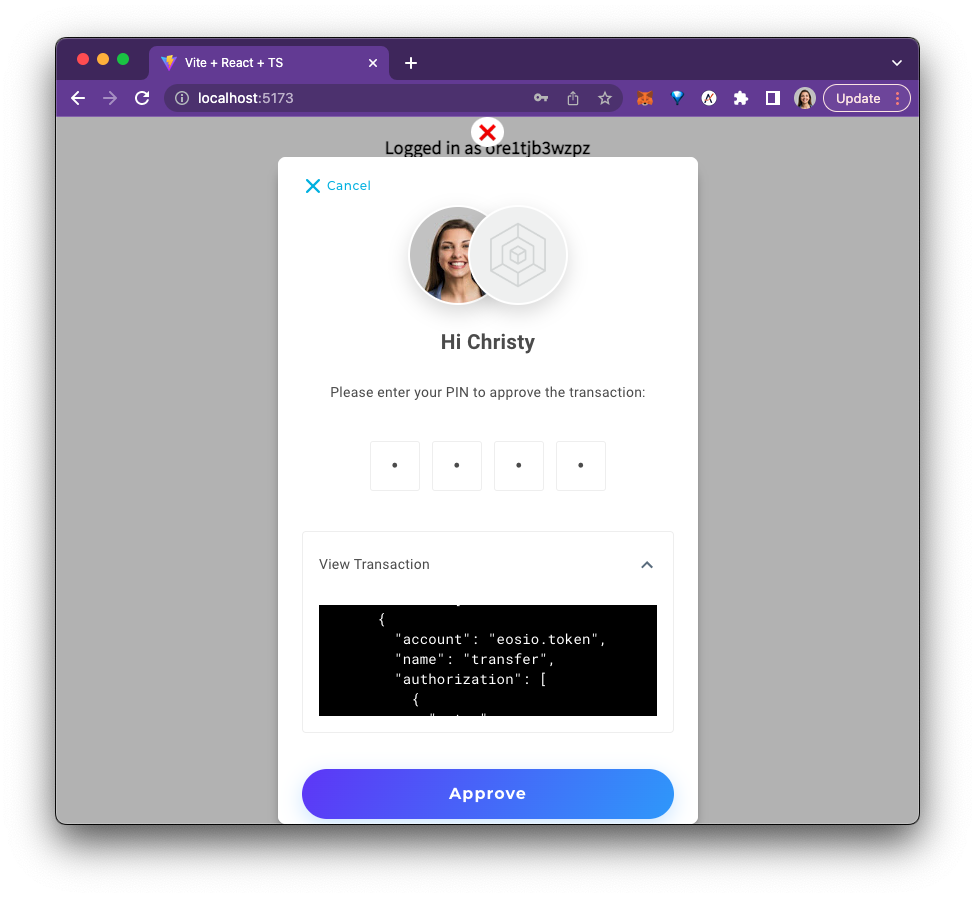 Vite + React + TS
localhost:5173
Update
Logged in as ore1tjb3wzpz
Cancel
Hi Christy
Please enter your PIN to approve the transaction:
View Transaction
{
"account": "eosio.token",
"name": "transfer",
"authorization": [
{
Approve